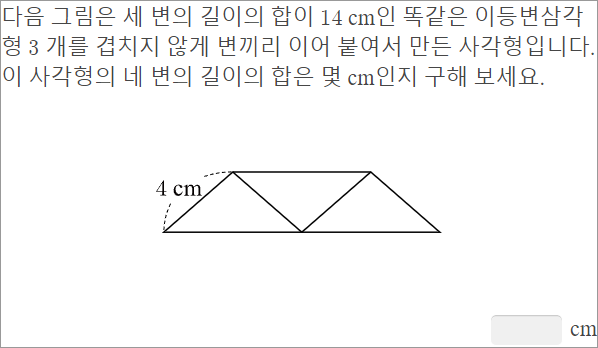 다음 그림은 세 변의 길이의 합이 14 cm인 똑같은 이등변삼각
형 3 개를 겹치지 않게 변끼리 이어 붙여서 만든 사각형입니다.
이 사각형의 네 변의 길이의 합은 몇 cm인지 구해 보세요.
4 cm
cm